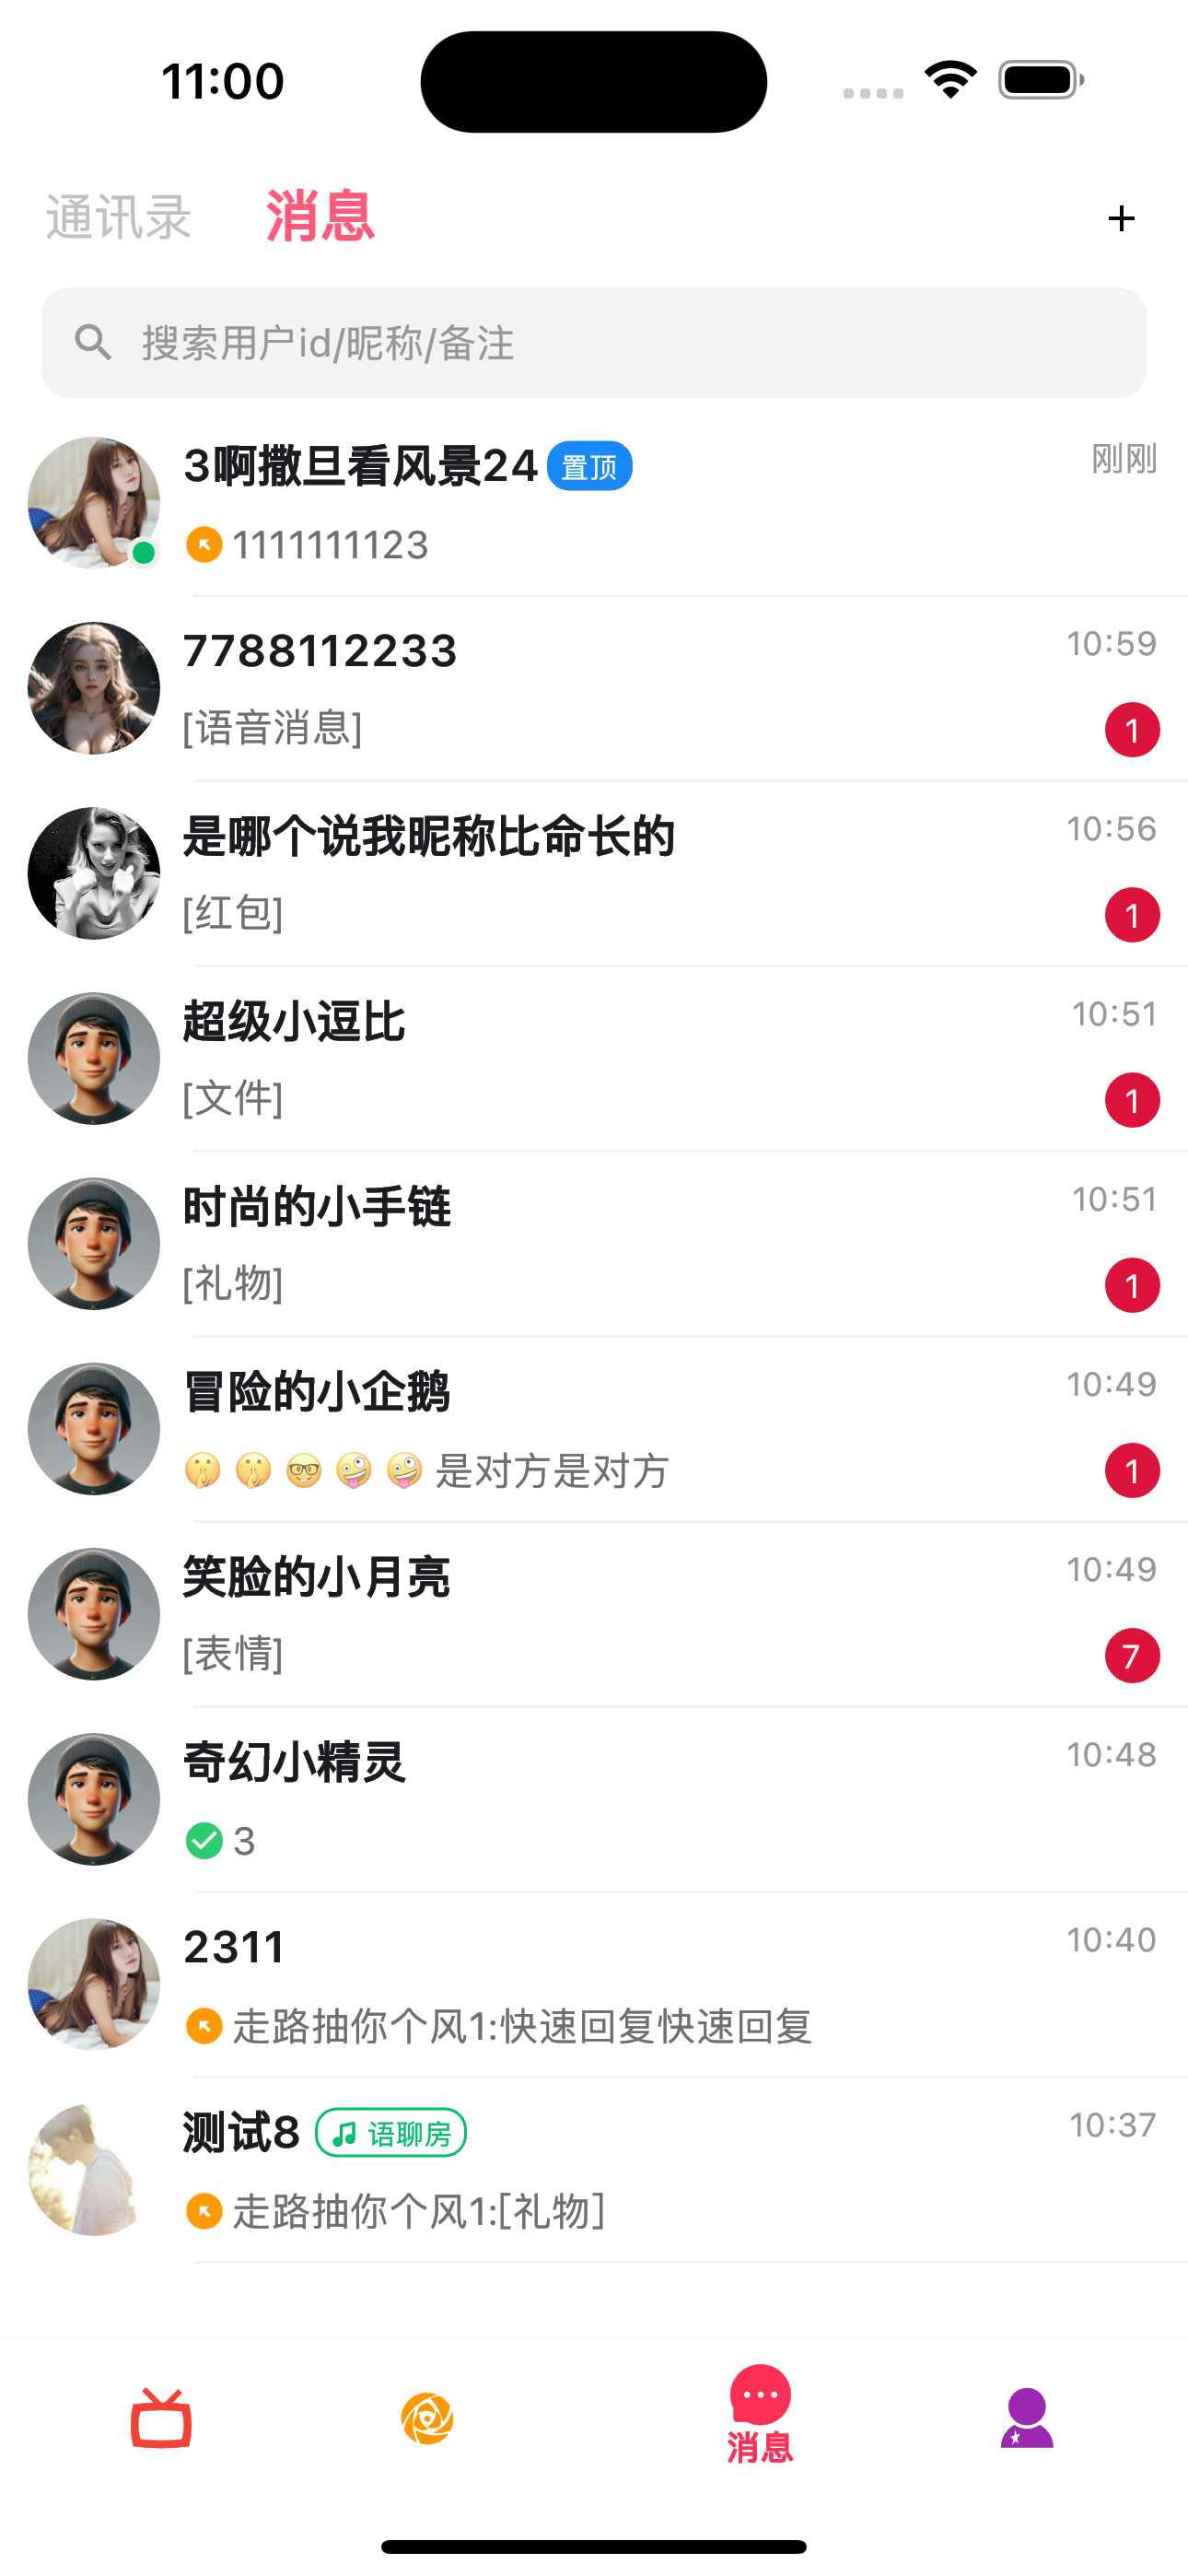 11:00
通讯录 消息 +
搜索用户id/昵称/备注
3啊撒旦看风景24 置顶 刚刚
1111111123
7788112233 10:59
[语音消息] 1
是哪个说我昵称比命长的 10:56
[红包] 1
超级小逗比 10:51
[文件] 1
时尚的小手链 10:51
[礼物] 1
冒险的小企鹅 10:49
🤫🤫🤓🤪🤪是对方是对方 1
笑脸的小月亮 10:49
[表情] 7
奇幻小精灵 10:48
3
2311 10:40
走路抽你个风1:快速回复快速回复
测试8 语聊房 10:37
走路抽你个风1:[礼物]
消息